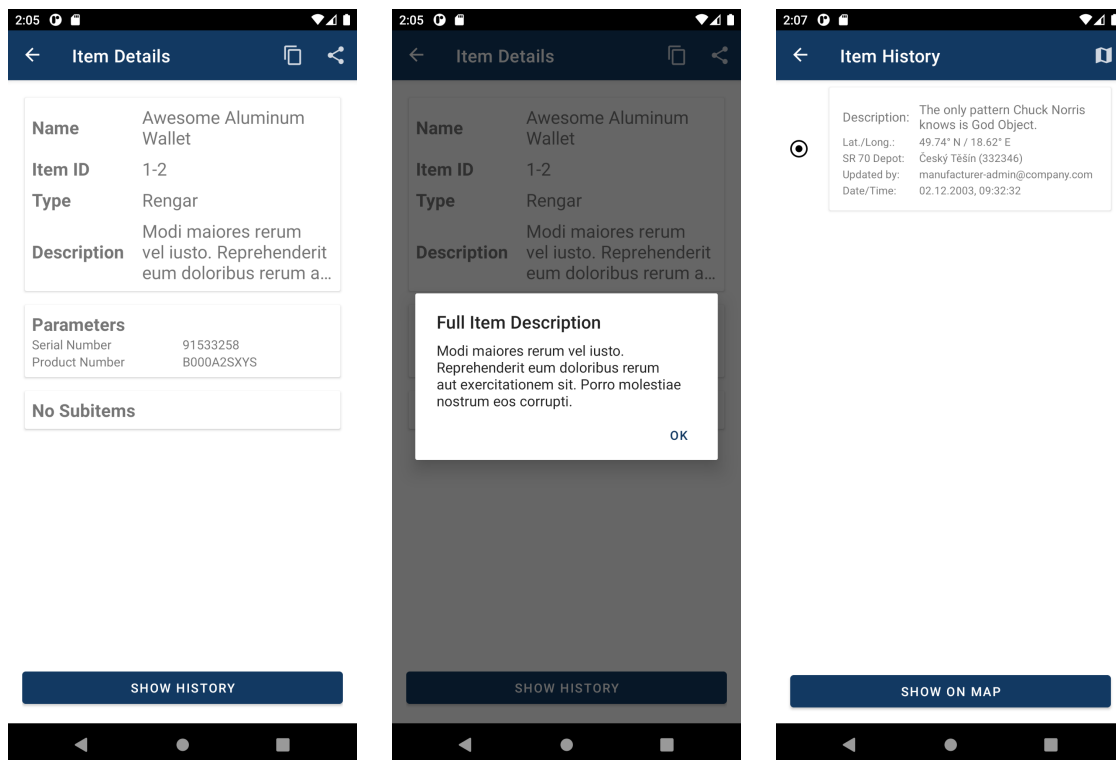 2:05
Item Details
Name
Awesome Aluminum
Wallet
Item ID
1-2
Type
Rengar
Description
Modi maiores rerum
vel iusto. Reprehenderit
eum doloribus rerum a...
Parameters
Serial Number
91533258
Product Number
B000A2SXYS
No Subitems
SHOW HISTORY
2:05
Item Details
Name
Awesome Aluminum
Wallet
Item ID
1-2
Type
Rengar
Description
Modi maiores rerum
vel iusto. Reprehenderit
eum doloribus rerum a...
Full Item Description
Modi maiores rerum vel iusto.
Reprehenderit eum doloribus rerum
aut exercitationem sit. Porro molestiae
nostrum eos corrupti.
OK
SHOW HISTORY
2:07
Item History
Description:
The only pattern Chuck Norris
knows is God Object.
Lat./Long.:
49.74° N / 18.62° E
SR 70 Depot:
Český Těšín (332346)
Updated by:
manufacturer-admin@company.com
Date/Time:
02.12.2003, 09:32:32
SHOW ON MAP